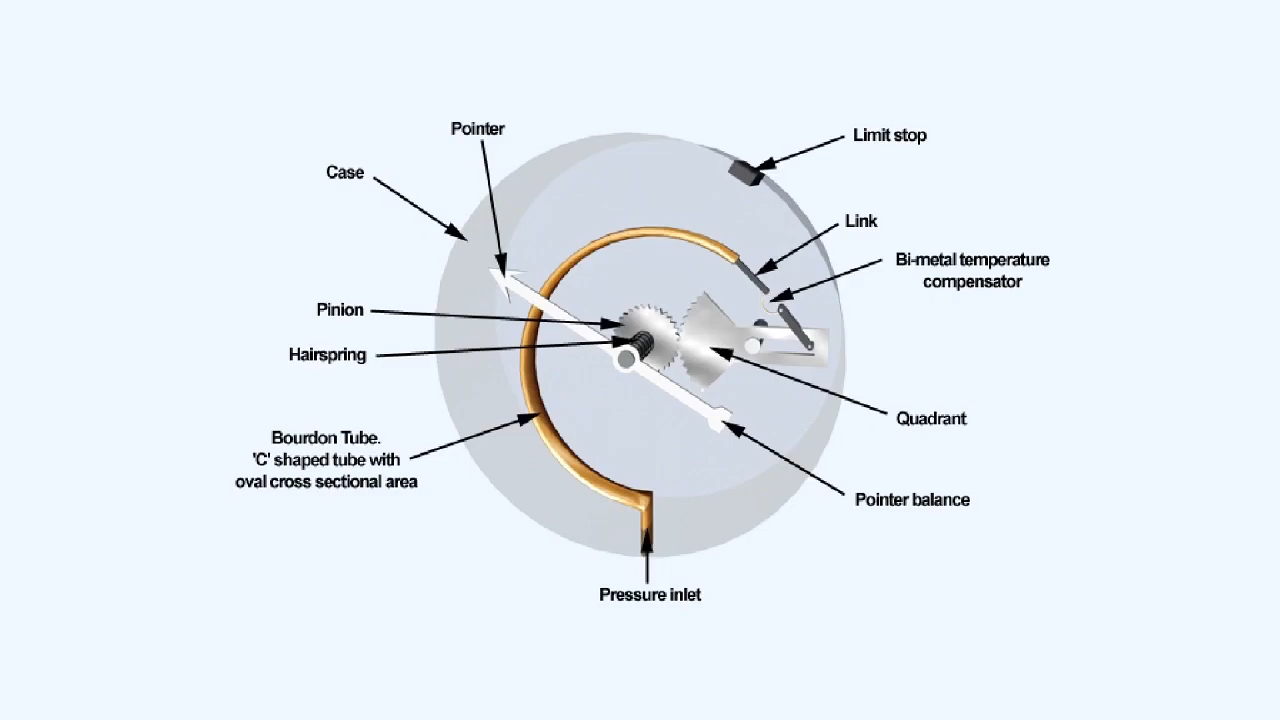 Pointer
Limit stop
Case
Link
Bi-metal temperature
compensator
Pinion
Hairspring
Quadrant
Bourdon Tube.
'C' shaped tube with
oval cross sectional area
Pointer balance
Pressure inlet